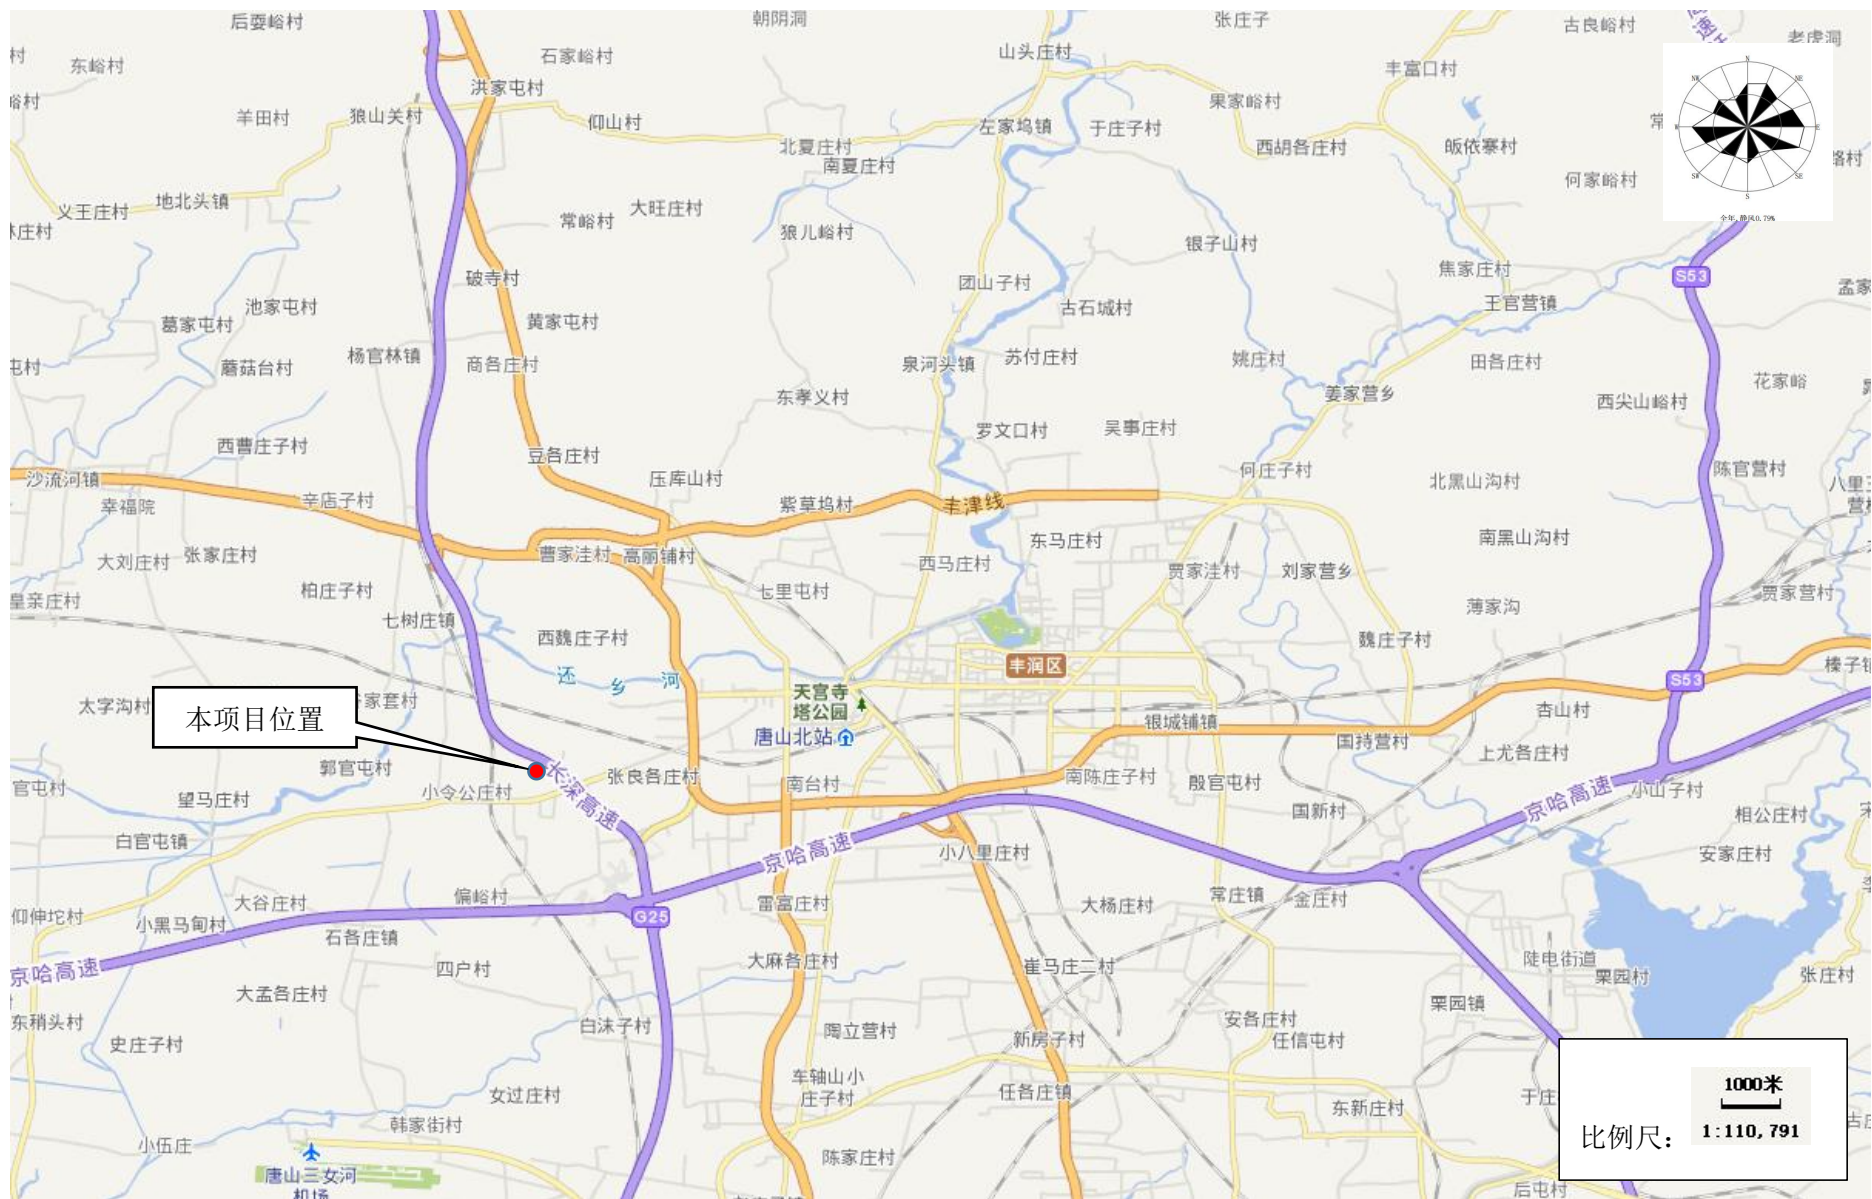 后耍峪村
朝阴洞
张庄子
古良峪村
老虎洞
东峪村
石家峪村
山头庄村
丰富口村
洪家屯村
果家峪村
羊田村
狼山关村
仰山村
左家坞镇
于庄子村
北夏庄村
南夏庄村
西胡各庄村
皈依寨村
何家峪村
N
NE
E
SE
S
SW
W
NW
全年,静风0.79%
义王庄村
地北头镇
常峪村
大旺庄村
狼儿峪村
银子山村
焦家庄村
S53
破寺村
团山子村
古石城村
王官营镇
池家屯村
葛家屯村
黄家屯村
杨官林镇
蘑菇台村
商各庄村
泉河头镇
苏付庄村
姚庄村
田各庄村
花家峪
东孝义村
姜家营乡
西尖山峪村
罗文口村
吴事庄村
西曹庄子村
豆各庄村
何庄子村
陈官营村
沙流河镇
压库山村
北黑山沟村
幸福院
辛庙子村
紫草坞村
丰津线
东马庄村
南黑山沟村
大刘庄村
张家庄村
曹家洼村
高丽铺村
西马庄村
贾家洼村
刘家营乡
皇亲庄村
柏庄子村
七里屯村
薄家沟
贾家营村
七树庄镇
西魏庄子村
魏庄子村
还乡河
丰润区
榛子镇
太字沟村
天宫寺
塔公园
S53
本项目位置
唐山北站
银城铺镇
杏山村
国持营村
上尤各庄村
郭官屯村
张良各庄村
南台村
南陈庄子村
殷官屯村
官屯村
望马庄村
小令公庄村
长深高速
京哈高速
小山子村
国新村
相公庄村
白官屯镇
京哈高速
小八里庄村
安家庄村
偏峪村
大谷庄村
雷富庄村
大杨庄村
常庄镇
金庄村
仰伸坨村
小黑马甸村
G25
石各庄镇
京哈高速
四户村
大麻各庄村
崔马庄二村
陡电街道
栗园村
张庄村
大孟各庄村
栗园镇
东稍头村
白沫子村
陶立营村
安各庄村
史庄子村
新房子村
任信屯村
车轴山小
庄子村
女过庄村
任各庄镇
东新庄村
韩家街村
小伍庄
陈家庄村
唐山三女河
机场
后屯村
1000米
比例尺：
1:110,791